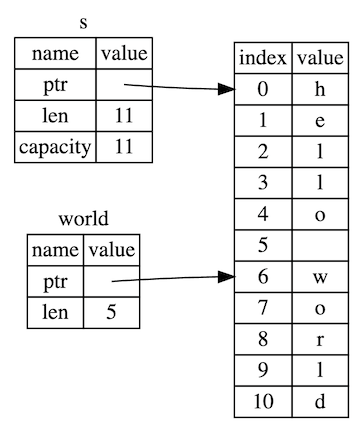 s
name value
ptr
len 11
capacity 11
world
name value
ptr
len 5
index value
0 h
1 e
2 l
3 l
4 o
5
6 w
7 o
8 r
9 l
10 d